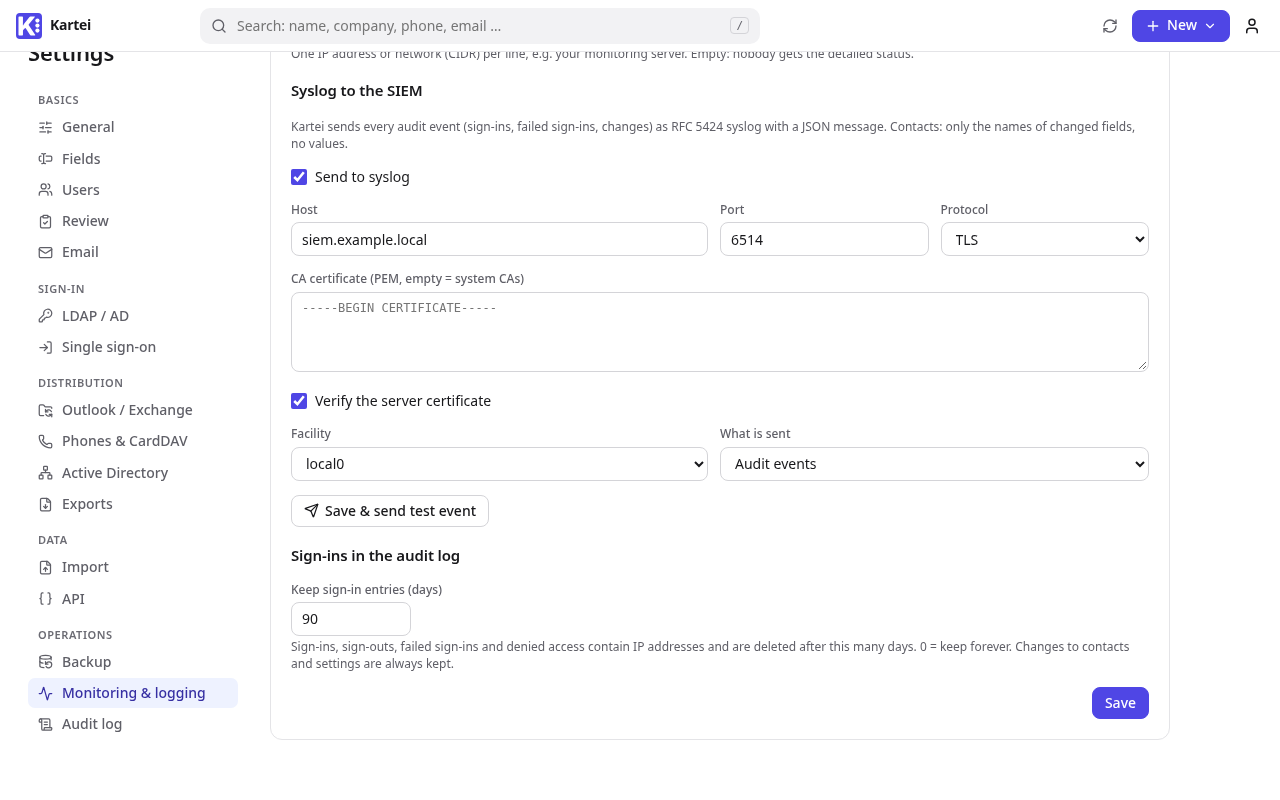 Kartei
Search: name, company, phone, email ...
/
New
Settings
BASICS
General
Fields
Users
Review
Email
SIGN-IN
LDAP / AD
Single sign-on
DISTRIBUTION
Outlook / Exchange
Phones & CardDAV
Active Directory
Exports
DATA
Import
API
OPERATIONS
Backup
Monitoring & logging
Audit log
One IP address or network (CIDR) per line, e.g. your monitoring server. Empty: nobody gets the detailed status.
Syslog to the SIEM
Kartei sends every audit event (sign-ins, failed sign-ins, changes) as RFC 5424 syslog with a JSON message. Contacts: only the names of changed fields,
no values.
Send to syslog
Host
Port
Protocol
siem.example.local
6514
TLS
CA certificate (PEM, empty = system CAs)
-----BEGIN CERTIFICATE-----
Verify the server certificate
Facility
What is sent
local0
Audit events
Save & send test event
Sign-ins in the audit log
Keep sign-in entries (days)
90
Sign-ins, sign-outs, failed sign-ins and denied access contain IP addresses and are deleted after this many days. 0 = keep forever. Changes to contacts
and settings are always kept.
Save